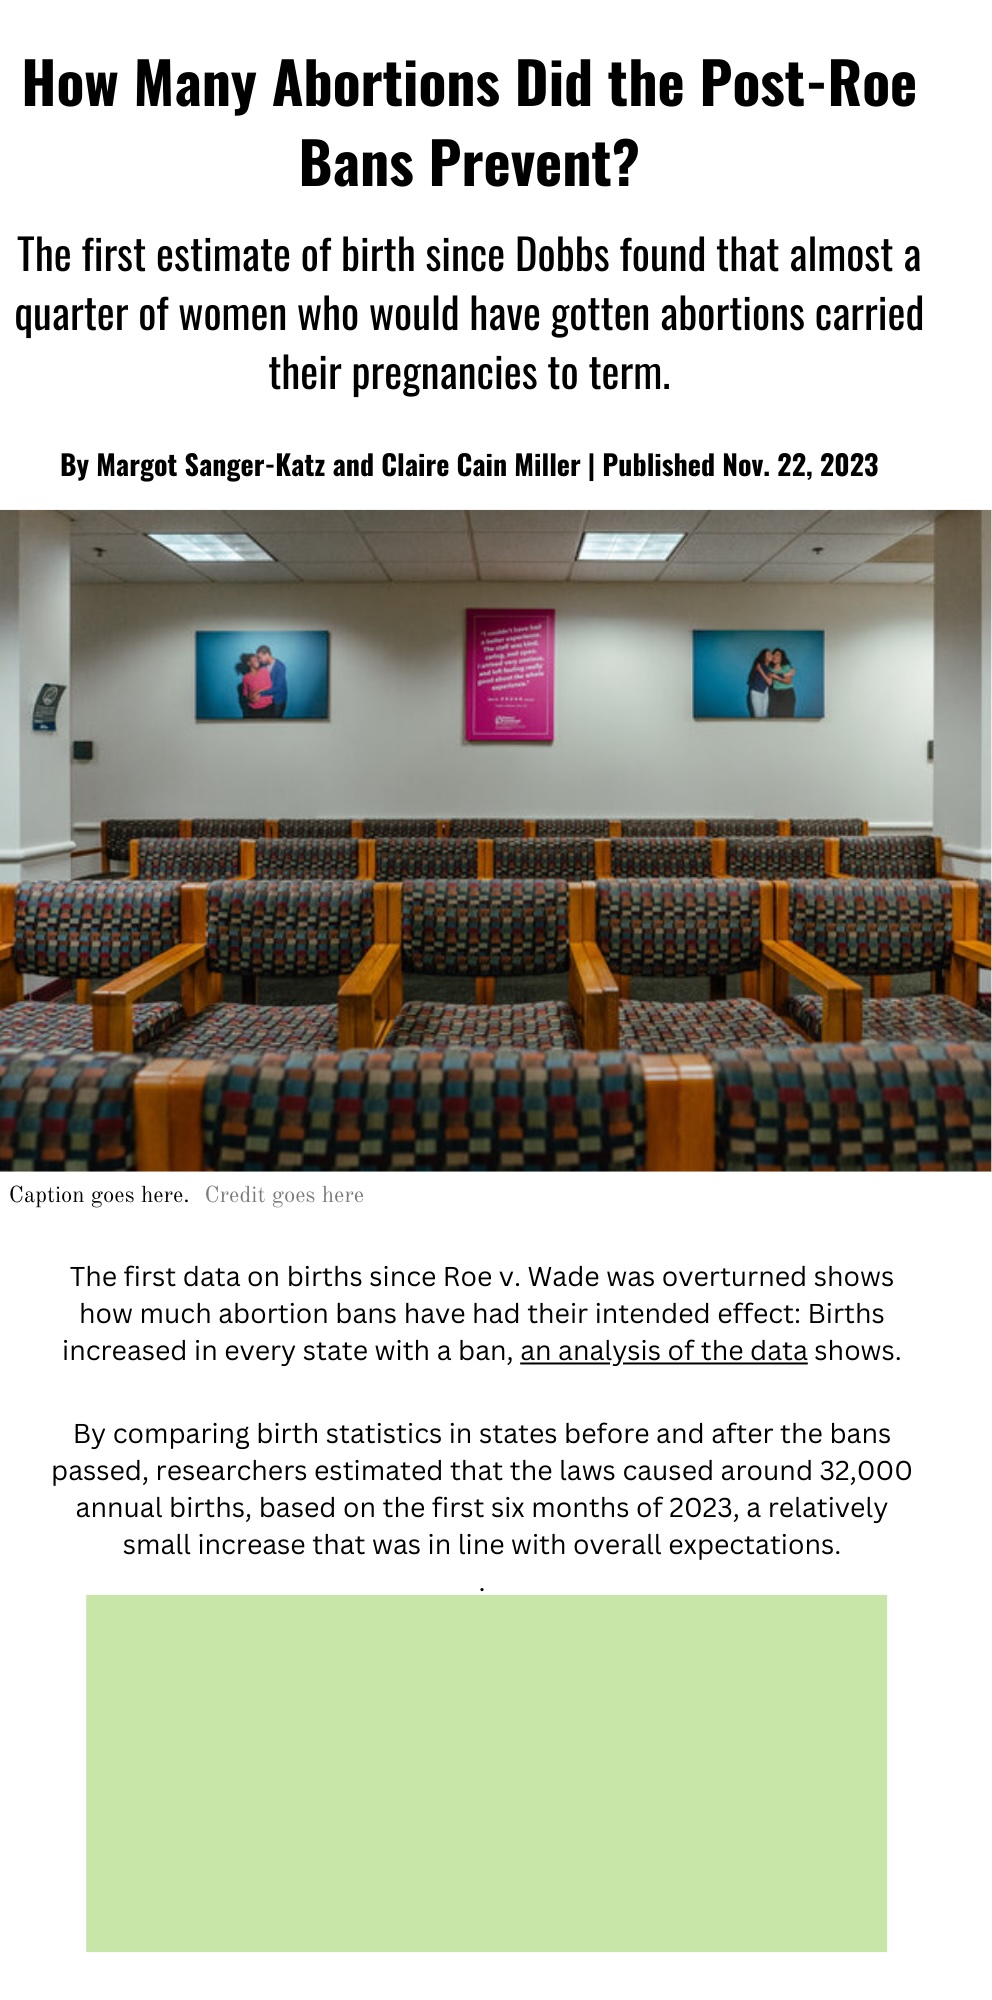 How Many Abortions Did the Post-Roe
Bans Prevent?
The first estimate of birth since Dobbs found that almost a
quarter of women who would have gotten abortions carried
their pregnancies to term.
By Margot Sanger-Katz and Claire Cain Miller | Published Nov. 22, 2023
"I couldn't have had
a better experience.
The staff was kind,
caring, and open.
I arrived very anxious,
and left feeling really
good about the whole
experience."
Caption goes here. Credit goes here
The first data on births since Roe v. Wade was overturned shows
how much abortion bans have had their intended effect: Births
increased in every state with a ban, an analysis of the data shows.
By comparing birth statistics in states before and after the bans
passed, researchers estimated that the laws caused around 32,000
annual births, based on the first six months of 2023, a relatively
small increase that was in line with overall expectations.
.